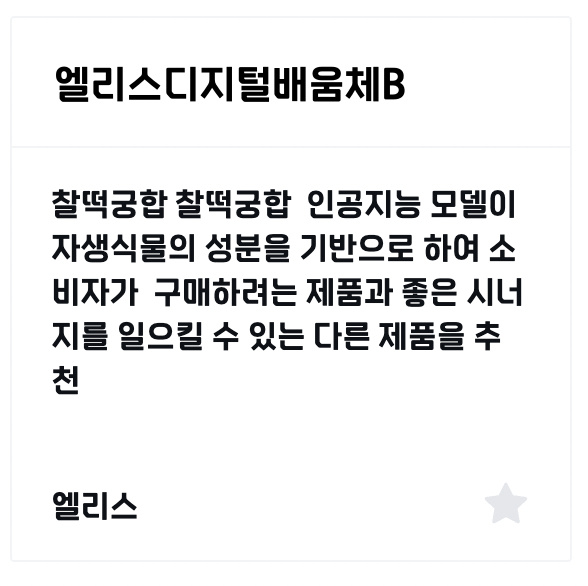 엘리스디지털배움체B
찰떡궁합 찰떡궁합  인공지능 모델이
자생식물의 성분을 기반으로 하여 소
비자가  구매하려는 제품과 좋은 시너
지를 일으킬 수 있는 다른 제품을 추
천
엘리스